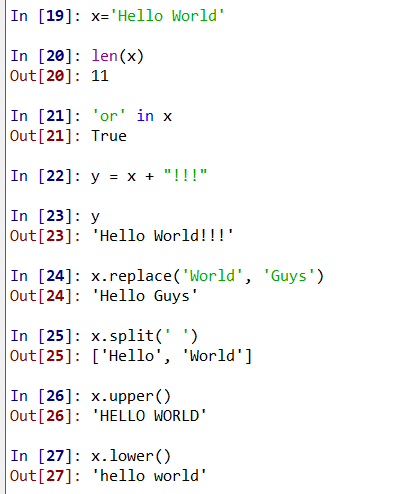 In [19]: x='Hello World'
In [20]: len(x)
Out[20]: 11
In [21]: 'or' in x
Out[21]: True
In [22]: y = x + "!!!"
In [23]: y
Out[23]: 'Hello World!!!'
In [24]: x.replace('World', 'Guys')
Out[24]: 'Hello Guys'
In [25]: x.split(' ')
Out[25]: ['Hello', 'World']
In [26]: x.upper()
Out[26]: 'HELLO WORLD'
In [27]: x.lower()
Out[27]: 'hello world'